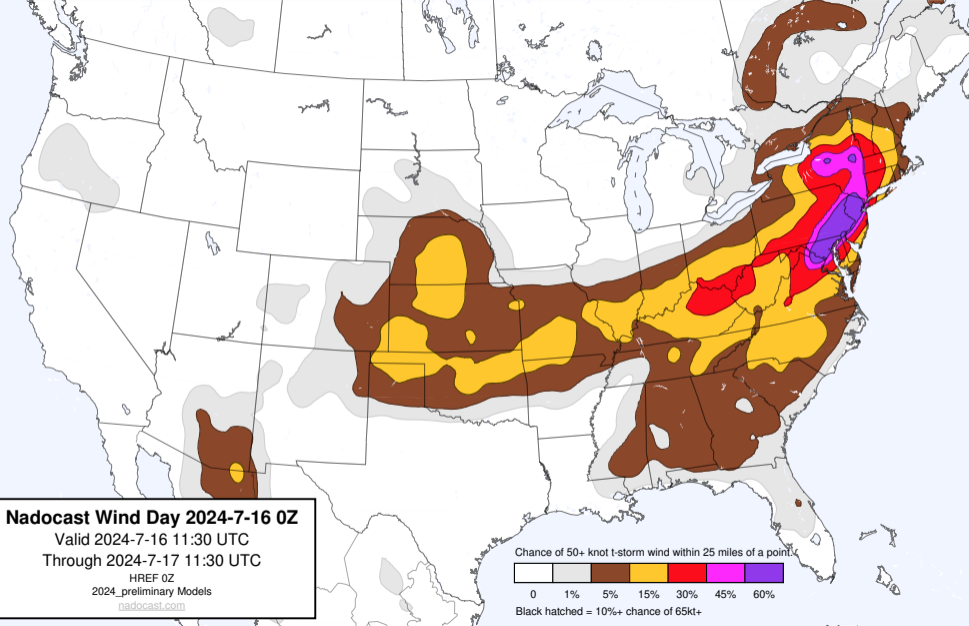 Nadocast Wind Day 2024-7-16 0Z
Valid 2024-7-16 11:30 UTC
Through 2024-7-17 11:30 UTC
HREF 0Z
2024_preliminary Models
nadocast.com
Chance of 50+ knot t-storm wind within 25 miles of a point.
0 1% 5% 15% 30% 45% 60%
Black hatched = 10%+ chance of 65kt+